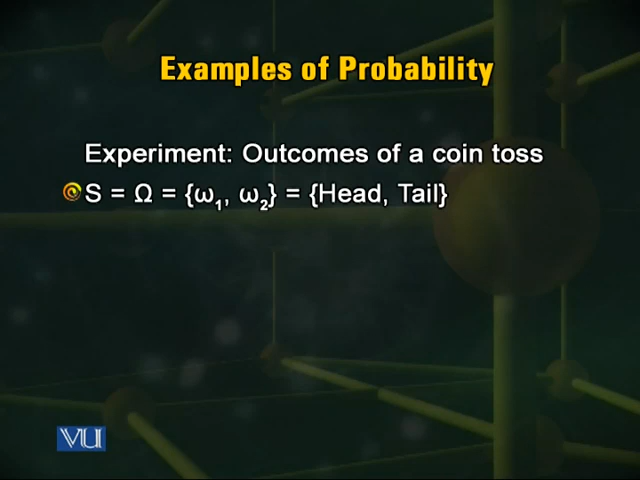 Examples of Probability
Experiment: Outcomes of a coin toss
S = Ω = {ω₁, ω₂} = {Head, Tail}
VU